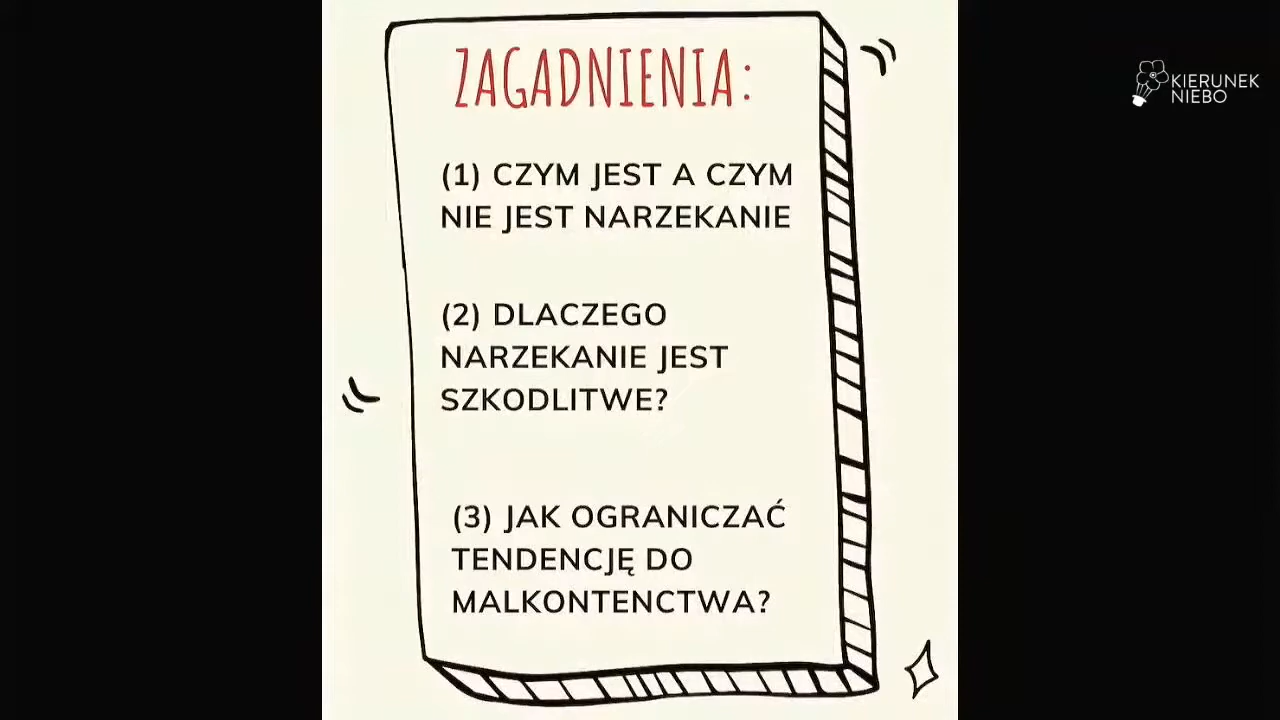 ZAGADNIENIA:
(1) CZYM JEST A CZYM
NIE JEST NARZEKANIE
(2) DLACZEGO
NARZEKANIE JEST
SZKODLITWE?
(3) JAK OGRANICZAĆ
TENDENCJĘ DO
MALKONTENCTWA?
KIERUNEK
NIEBO